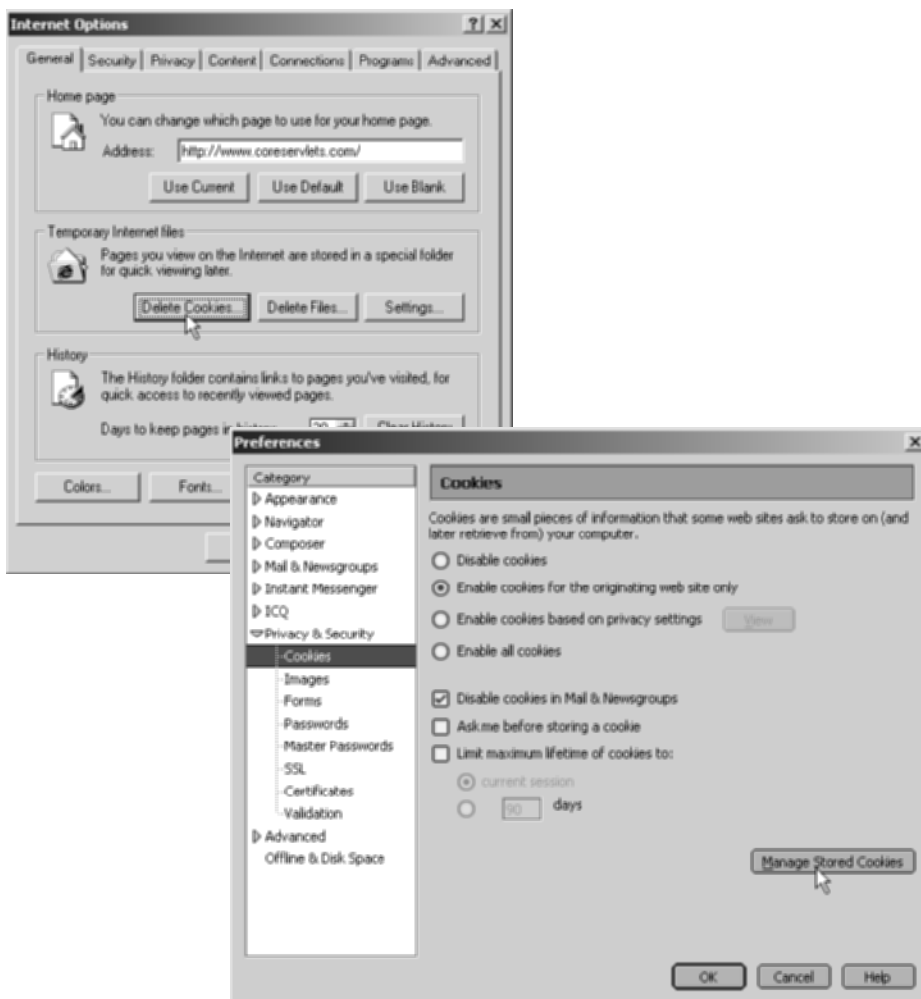 Internet Options
General Security Privacy Content Connections Programs Advanced
Home page
You can change which page to use for your home page.
Address: http://www.coreservlets.com/
Use Current Use Default Use Blank
Temporary Internet files
Pages you view on the Internet are stored in a special folder
for quick viewing later.
Delete Cookies... Delete Files... Settings...
History
The History folder contains links to pages you've visited, for
quick access to recently viewed pages.
Days to keep pages in history: 20 Clear History
Colors... Fonts...
Preferences
Category
Appearance
Navigator
Composer
Mail & Newsgroups
Instant Messenger
ICQ
Privacy & Security
Cookies
Images
Forms
Passwords
Master Passwords
SSL
Certificates
Validation
Advanced
Offline & Disk Space
Cookies
Cookies are small pieces of information that some web sites ask to store on (and
later retrieve from) your computer.
Disable cookies
Enable cookies for the originating web site only
Enable cookies based on privacy settings View
Enable all cookies
Disable cookies in Mail & Newsgroups
Ask me before storing a cookie
Limit maximum lifetime of cookies to:
current session
90 days
Manage Stored Cookies
OK Cancel Help